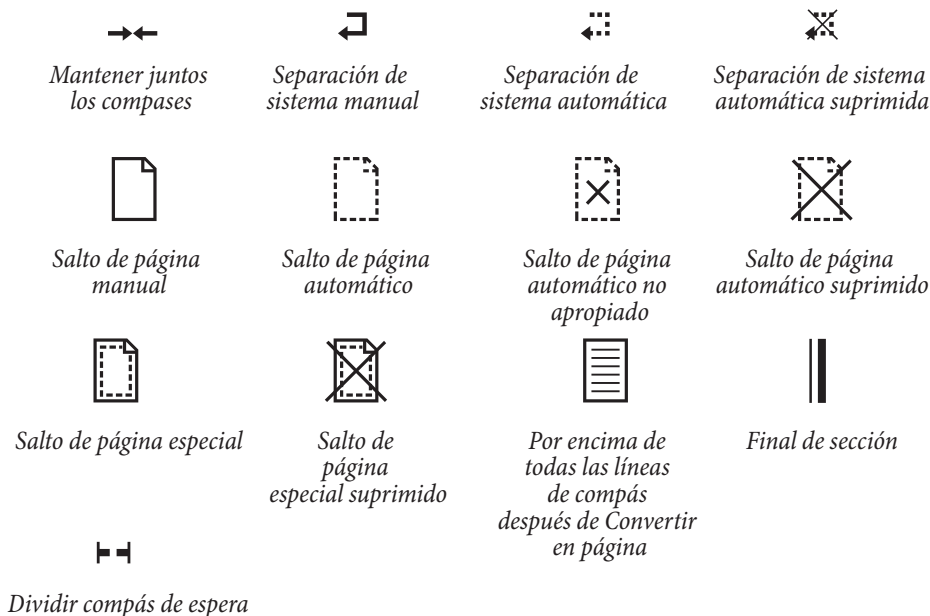 Mantener juntos
los compases
Separación de
sistema manual
Separación de
sistema automática
Separación de sistema
automática suprimida
Salto de página
manual
Salto de página
automático
Salto de página
automático no
apropiado
Salto de página
automático suprimido
Salto de página especial
Salto de
página
especial suprimido
Por encima de
todas las líneas
de compás
después de Convertir
en página
Final de sección
Dividir compás de espera